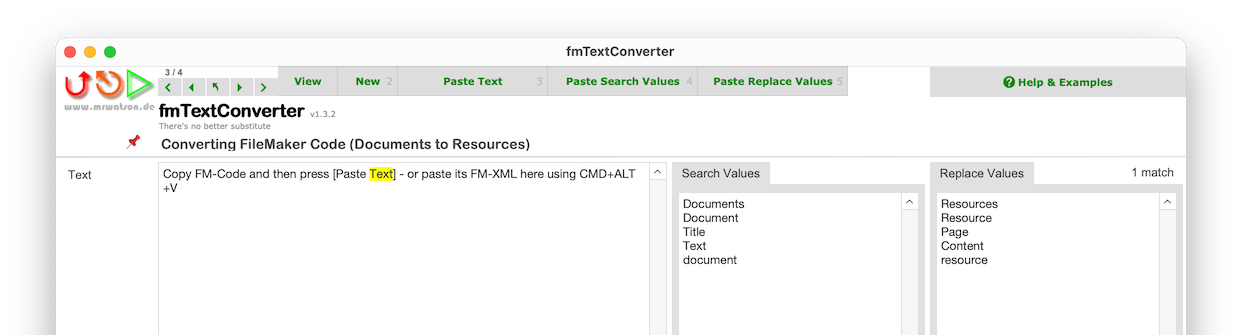 fmTextConverter
3 / 4
View
New 2
Paste Text 3
Paste Search Values 4
Paste Replace Values 5
? Help & Examples
www.mrwatson.de
fmTextConverter v1.3.2
There's no better substitute
Converting FileMaker Code (Documents to Resources)
Text
Copy FM-Code and then press [Paste Text] - or paste its FM-XML here using CMD+ALT
+V
Search Values
Documents
Document
Title
Text
document
Replace Values
1 match
Resources
Resource
Page
Content
resource